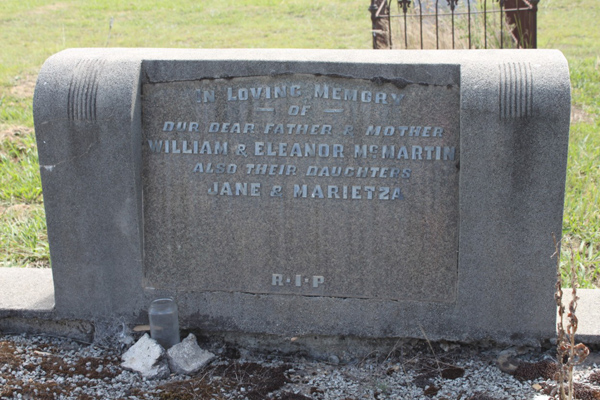 IN LOVING MEMORY
OF
OUR DEAR FATHER & MOTHER
WILLIAM & ELEANOR McMARTIN
ALSO THEIR DAUGHTERS
JANE & MARIETZA
R·I·P